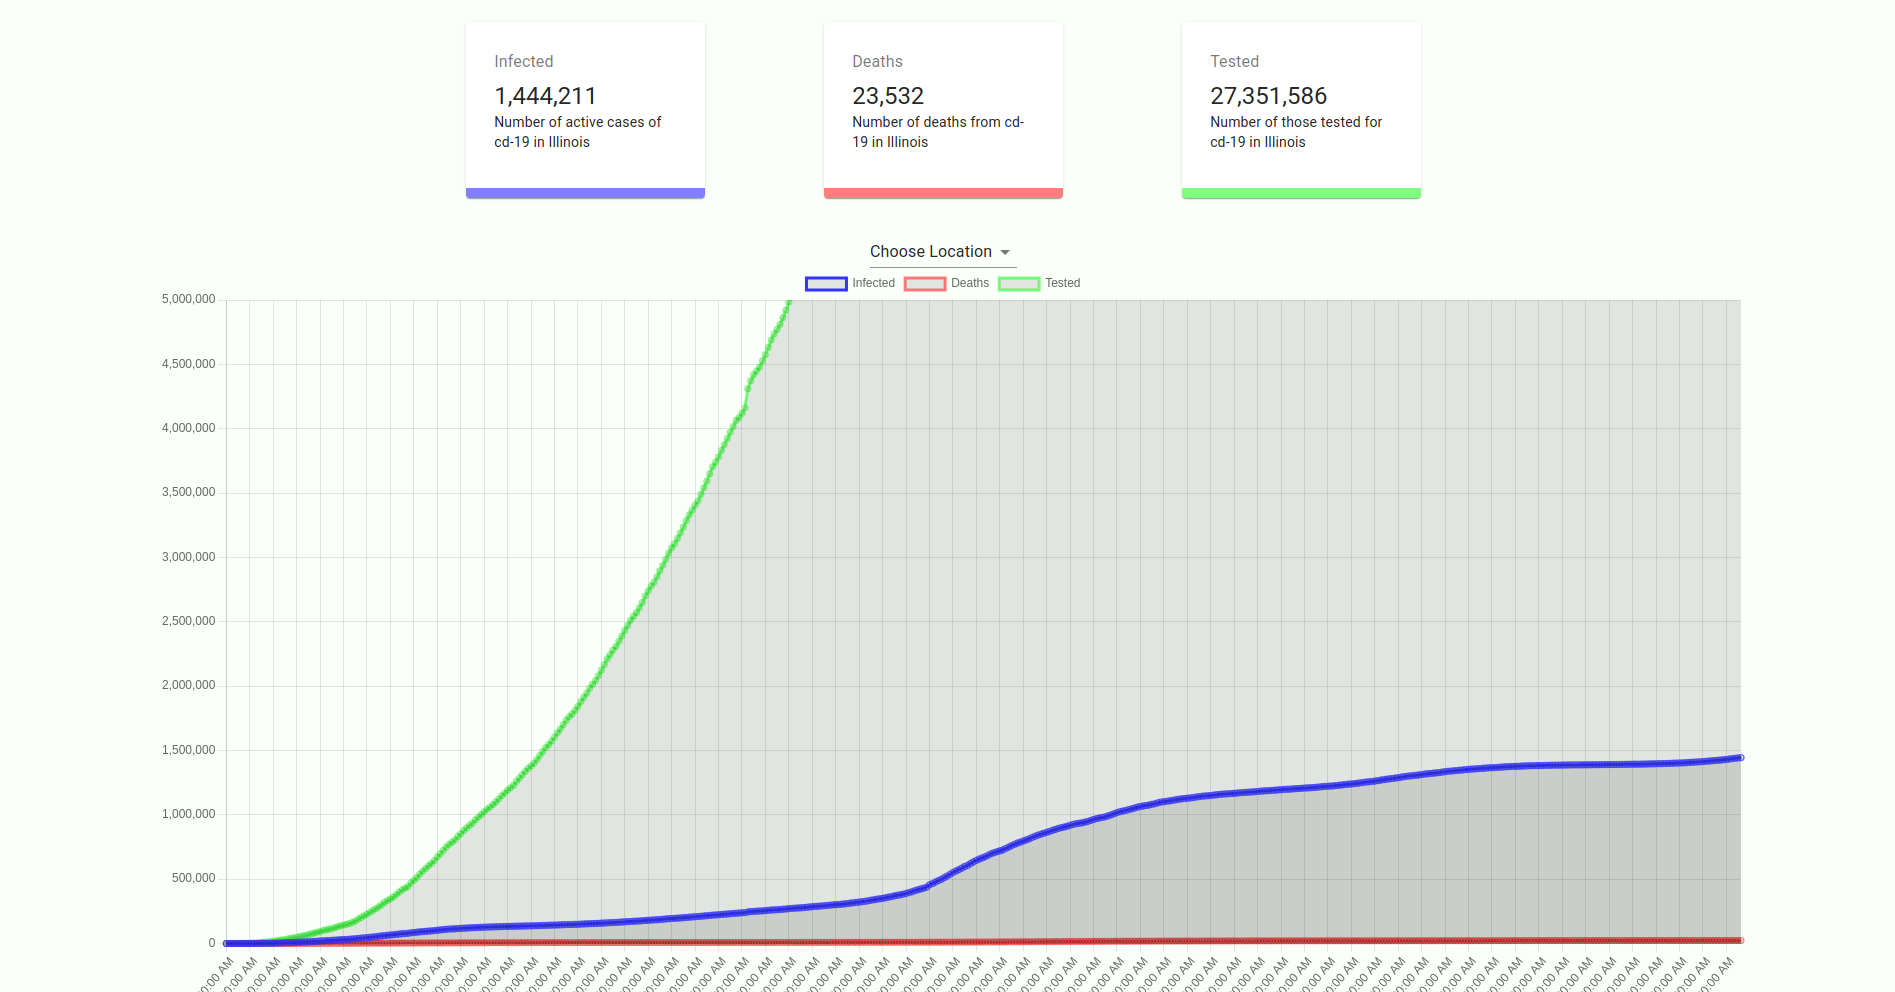 Infected
1,444,211
Number of active cases of
cd-19 in Illinois
Deaths
23,532
Number of deaths from cd-
19 in Illinois
Tested
27,351,586
Number of those tested for
cd-19 in Illinois
Choose Location
Infected Deaths Tested
5,000,000
4,500,000
4,000,000
3,500,000
3,000,000
2,500,000
2,000,000
1,500,000
1,000,000
500,000
0